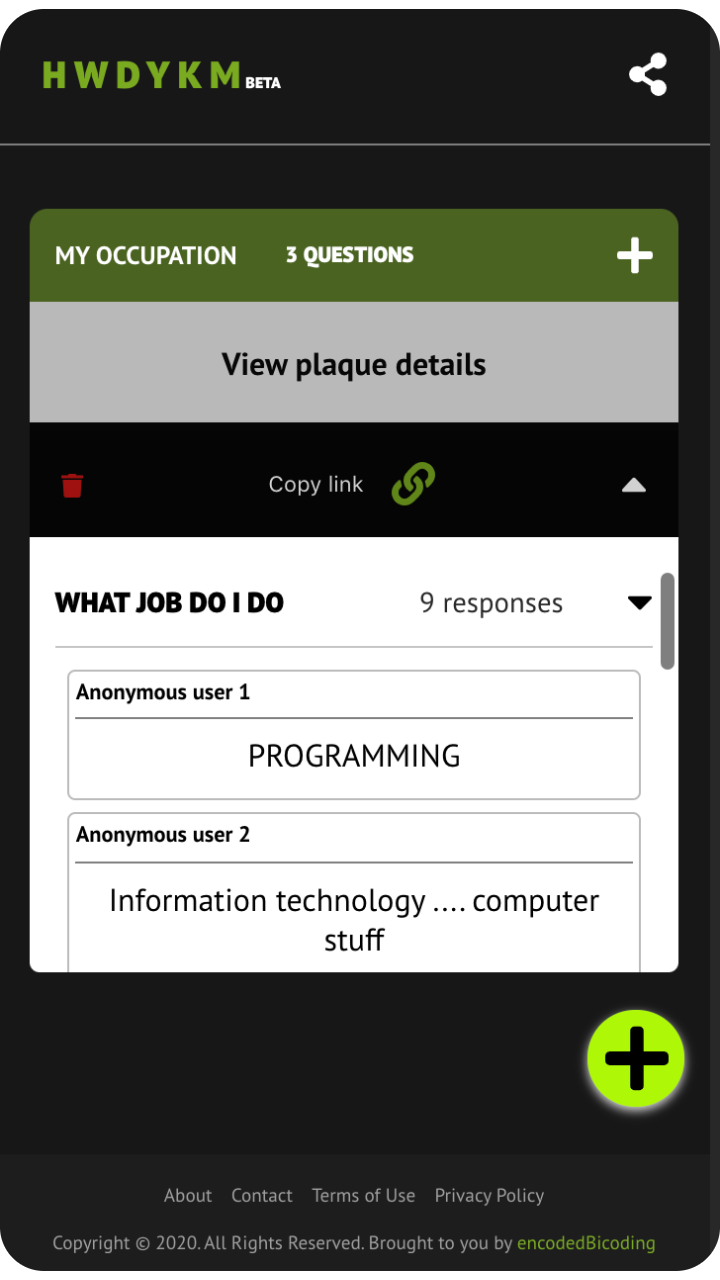 HWDYKM BETA
MY OCCUPATION 3 QUESTIONS
View plaque details
Copy link
WHAT JOB DO I DO 9 responses
Anonymous user 1
PROGRAMMING
Anonymous user 2
Information technology .... computer
stuff
About Contact Terms of Use Privacy Policy
Copyright © 2020. All Rights Reserved. Brought to you by encodedBicoding